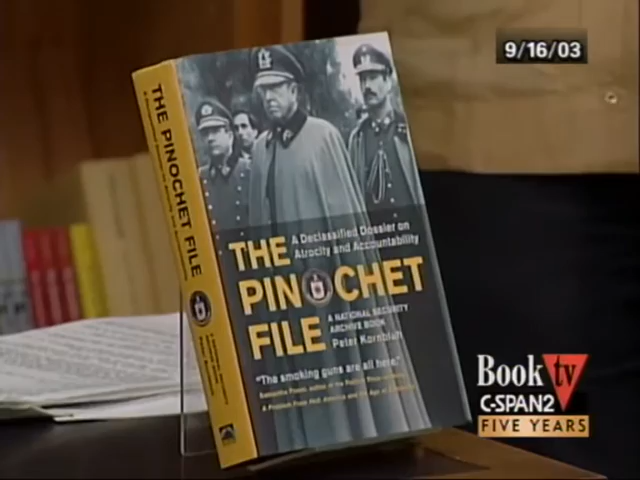 9/16/03
THE PINOCHET FILE
A Declassified Dossier on
Atrocity and Accountability
THE
PINOCHET
FILE
A NATIONAL SECURITY
ARCHIVE BOOK
Peter Kornbluh
"The smoking guns are all here."
Book tv
C-SPAN2
FIVE YEARS